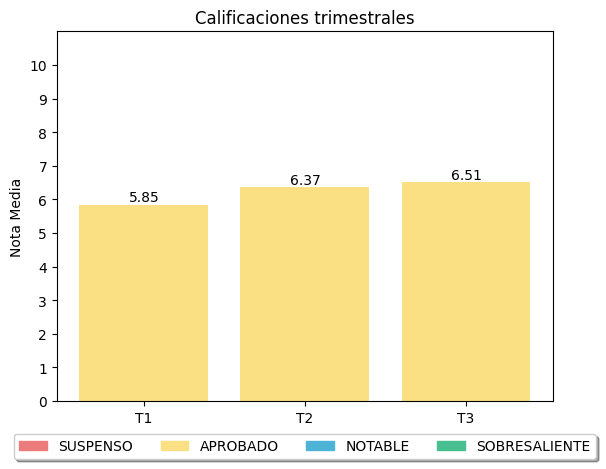 Calificaciones trimestrales
Nota Media
10
9
8
7
6
5
4
3
2
1
0
5.85
6.37
6.51
T1
T2
T3
SUSPENSO
APROBADO
NOTABLE
SOBRESALIENTE